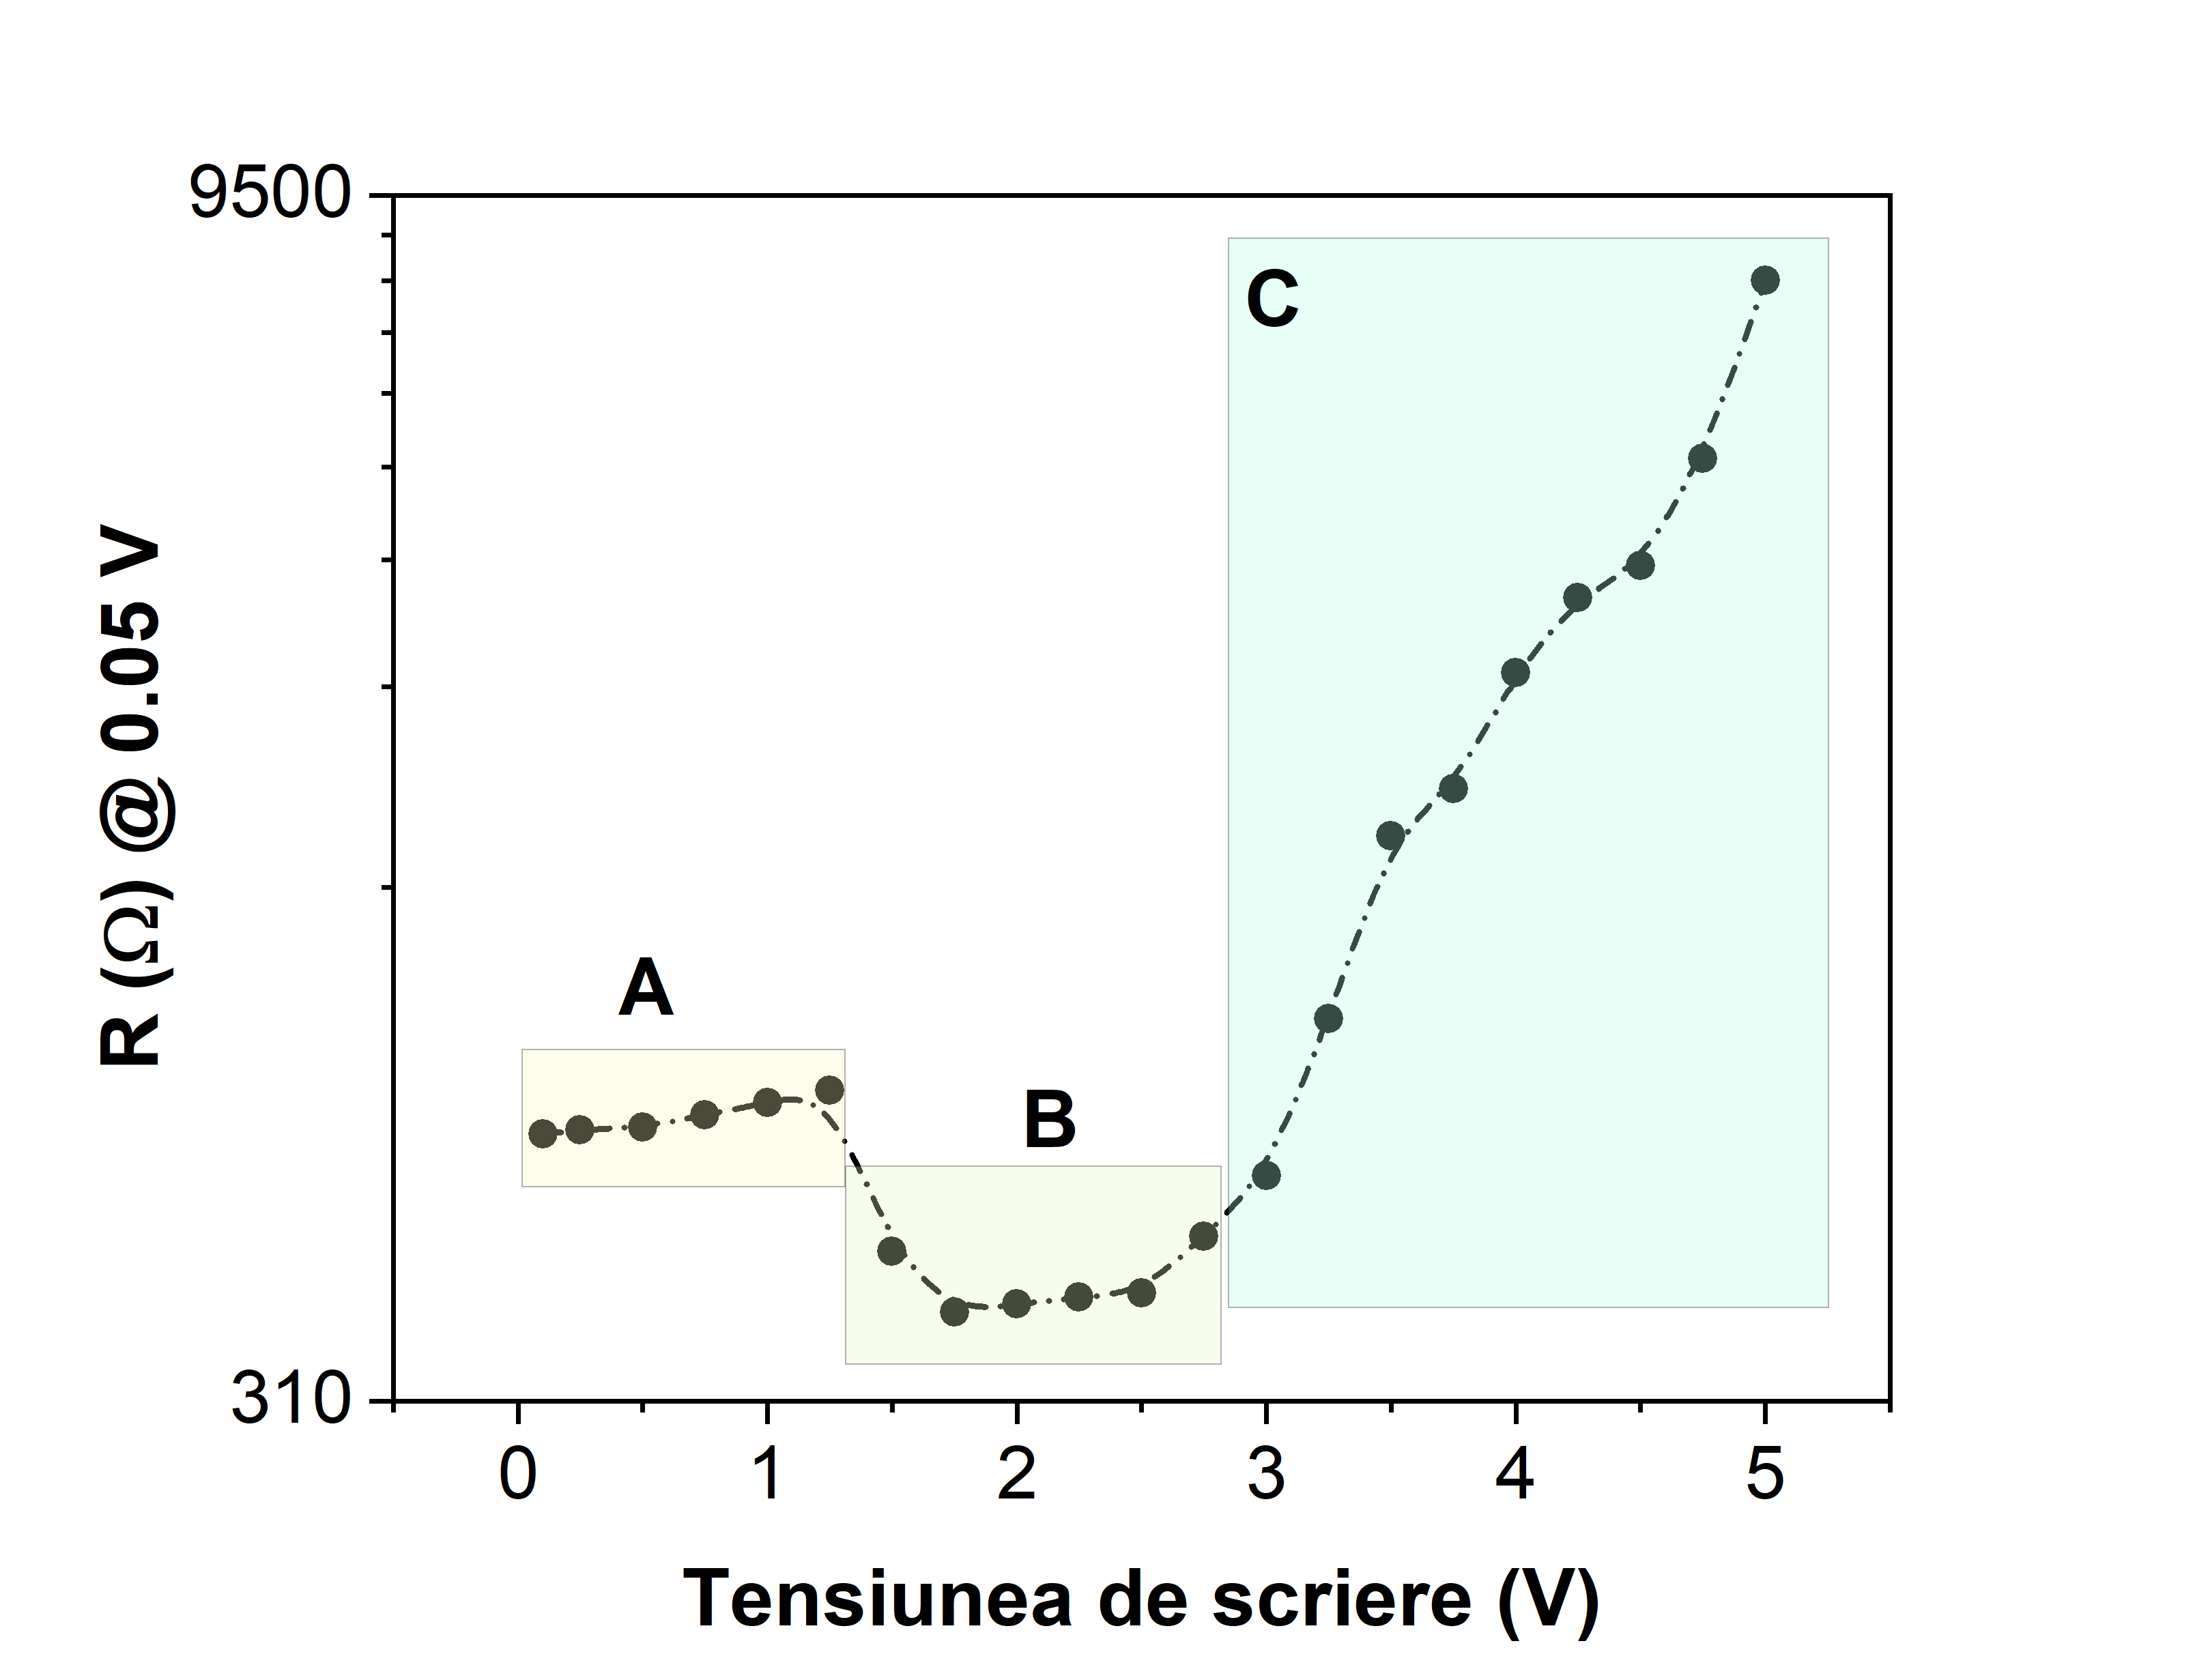 9500
C
R (Ω) @ 0.05 V
A
B
310
0 1 2 3 4 5
Tensiunea de scriere (V)